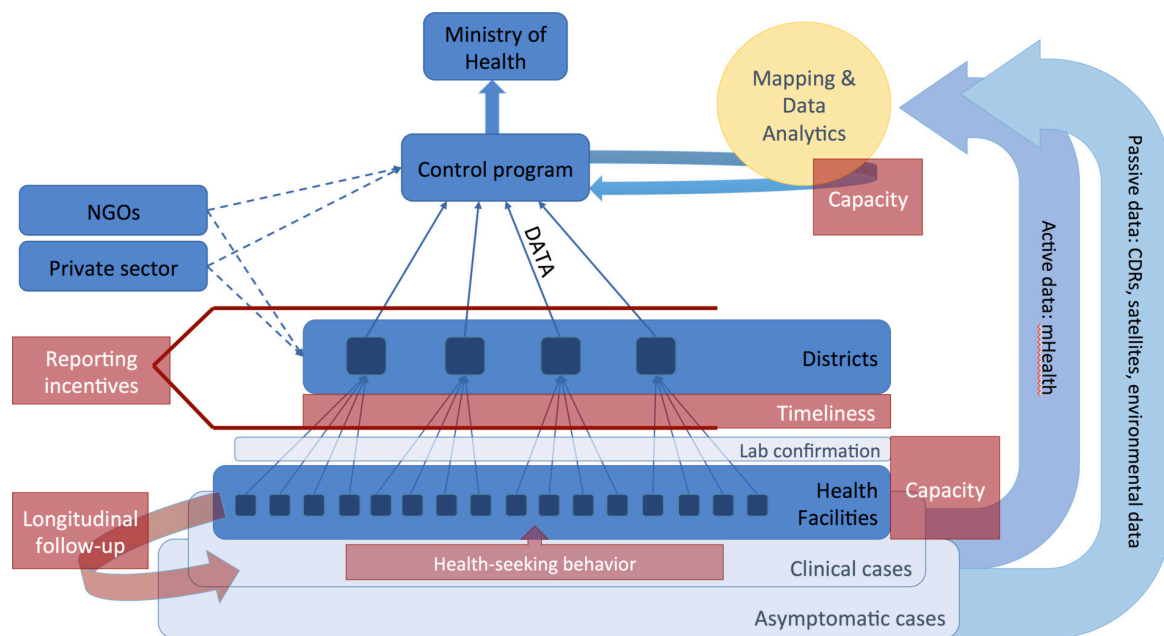 Ministry of
Health
Mapping &
Data
Analytics
Control program
Capacity
NGOs
Private sector
DATA
Reporting
incentives
Districts
Timeliness
Lab confirmation
Health
Facilities
Capacity
Longitudinal
follow-up
Health-seeking behavior
Clinical cases
Asymptomatic cases
Active data: mHealth
Passive data: CDRs, satellites, environmental data